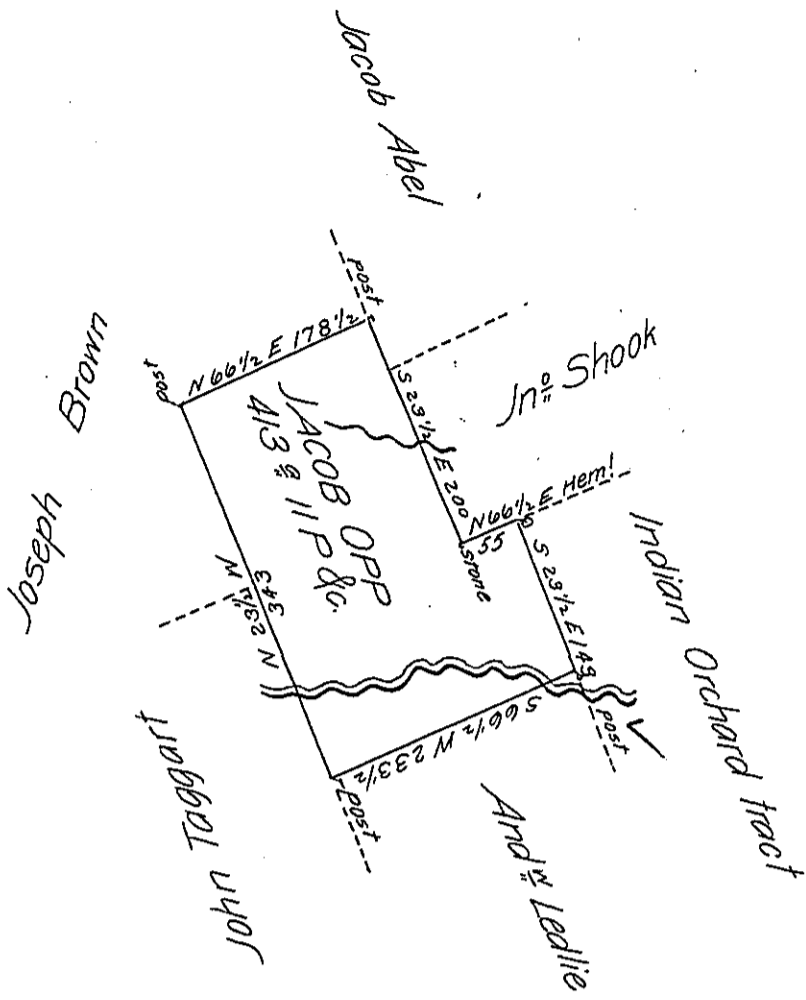 Jacob Abel
Joseph Brown
Jnº Shook
post
N 66½ E 178½
post
S 23½ E 200
JACOB OPP
413 a 11 P &c.
N 66½ E Hem!
55
stone
S 23½ E 143
Indian Orchard tract
N 23½ W
343
S 66½ W 233½
post
post
John Taggart
Andw Ledlie